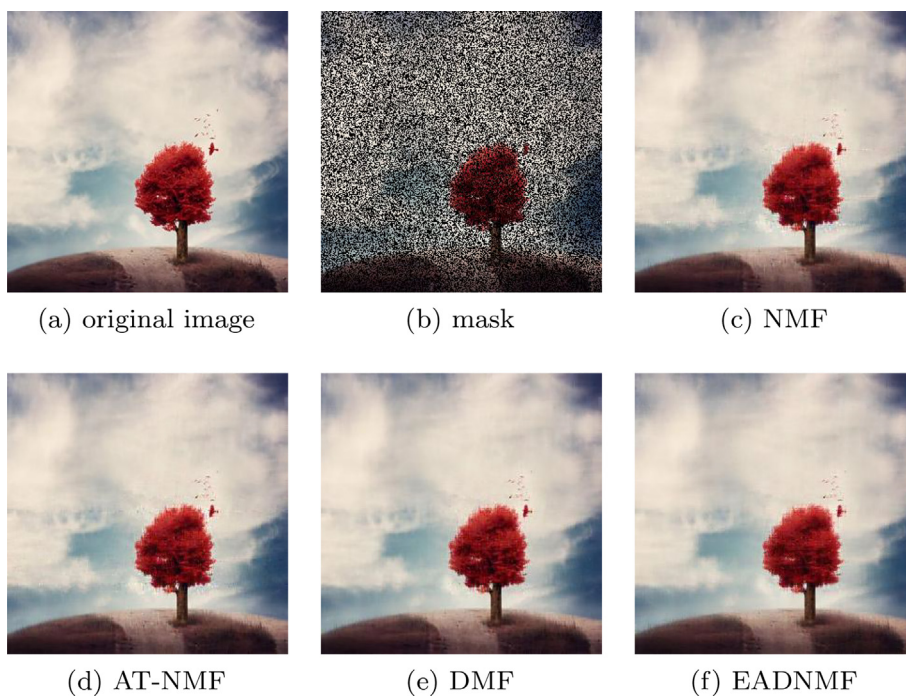 (a) original image
(b) mask
(c) NMF
(d) AT-NMF
(e) DMF
(f) EADNMF